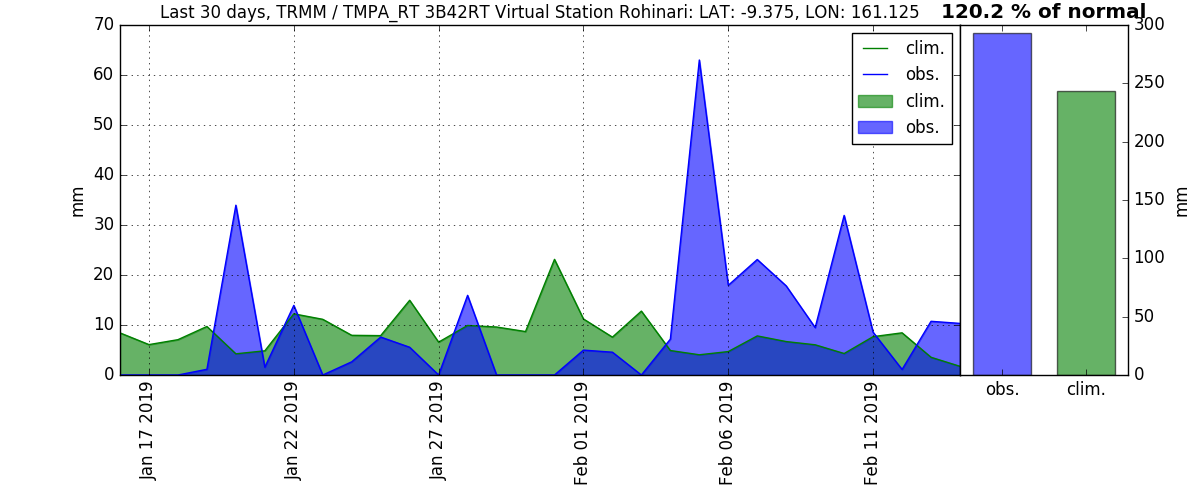 Last 30 days, TRMM / TMPA_RT 3B42RT Virtual Station Rohinari: LAT: -9.375, LON: 161.125
120.2 % of normal
70
60
50
40
30
20
10
0
mm
clim.
obs.
clim.
obs.
300
250
200
150
100
50
0
mm
Jan 17 2019
Jan 22 2019
Jan 27 2019
Feb 01 2019
Feb 06 2019
Feb 11 2019
obs.
clim.